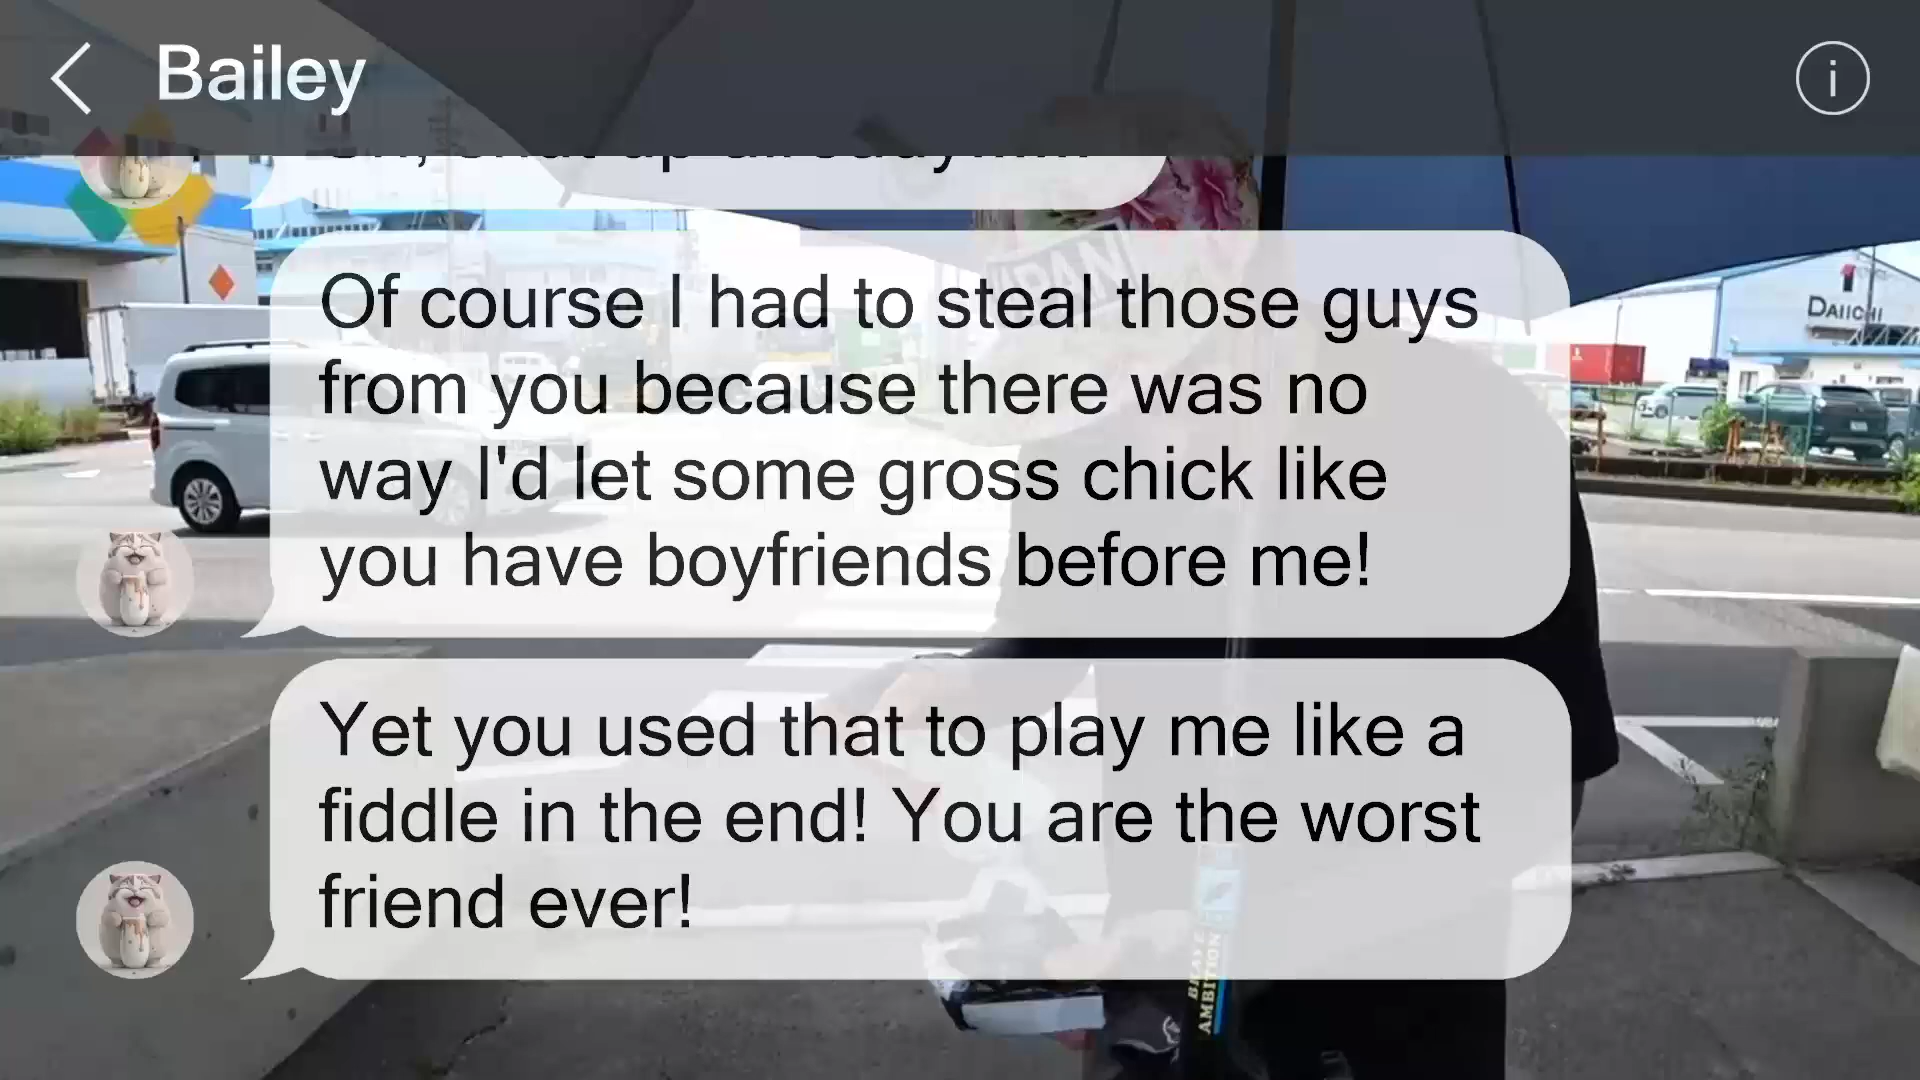 Bailey
i
Of course I had to steal those guys
from you because there was no
way I'd let some gross chick like
you have boyfriends before me!
Yet you used that to play me like a
fiddle in the end! You are the worst
friend ever!
DAIICHI
AMBITION